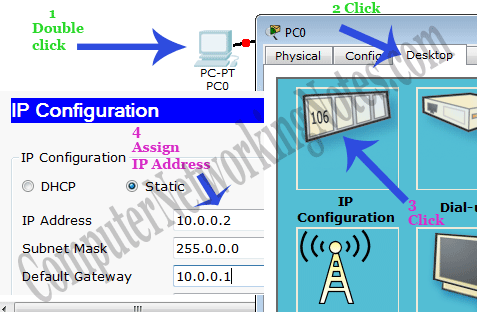 1
Double
click
2 Click
PC-PT
PC0
PC0
Physical
Config
Desktop
IP Configuration
4
Assign
IP Address
IP Configuration
DHCP
Static
IP Address
10.0.0.2
Subnet Mask
255.0.0.0
Default Gateway
10.0.0.1
106
IP
Configuration
3
Click
ComputerNetworkingNotes.com